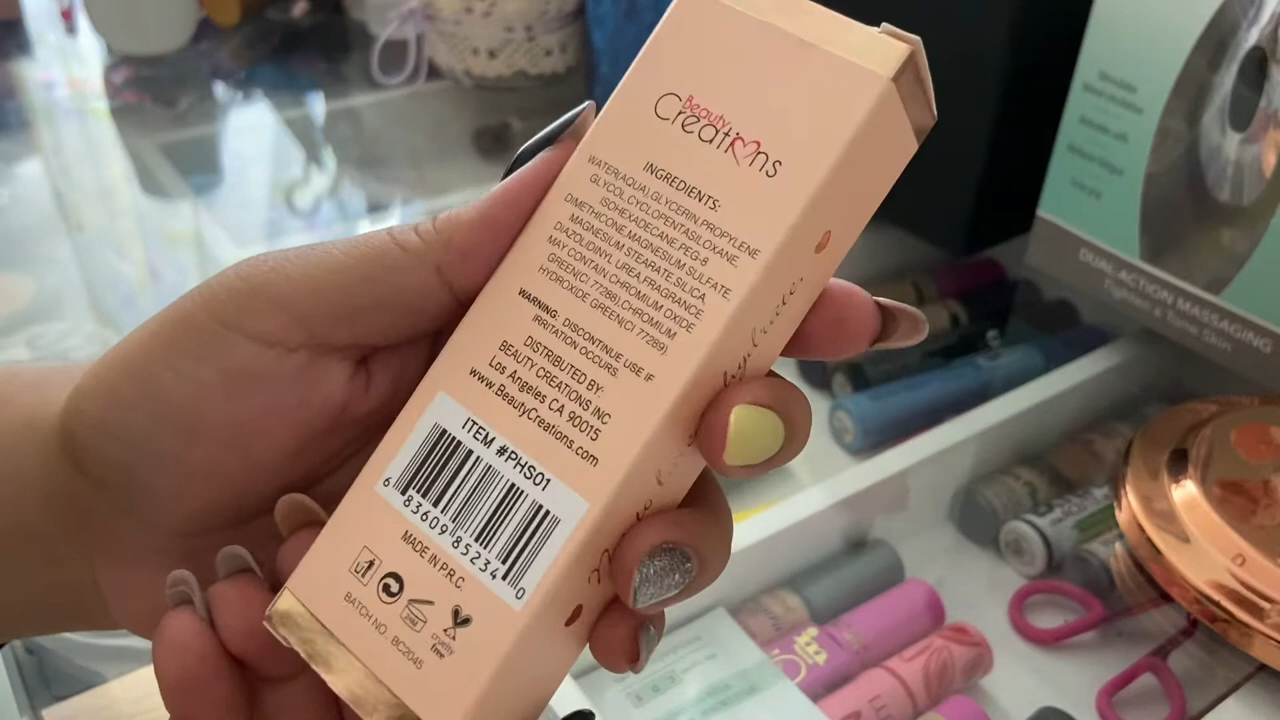 Beauty
Creations
INGREDIENTS:
WATER(AQUA),GLYCERIN,PROPYLENE
GLYCOL,CYCLOPENTASILOXANE,
ISOHEXADECANE,PEG-8
DIMETHICONE,MAGNESIUM SULFATE,
MAGNESIUM STEARATE,SILICA,
DIAZOLIDINYL UREA,FRAGRANCE.
MAY CONTAIN:CHROMIUM OXIDE
GREEN(CI 77288),CHROMIUM
HYDROXIDE GREEN(CI 77289).
WARNING: DISCONTINUE USE IF
IRRITATION OCCURS.
DISTRIBUTED BY:
BEAUTY CREATIONS INC
Los Angeles CA 90015
www.BeautyCreations.com
ITEM #PHS01
6 83609 85234 0
MADE IN P.R.C.
24M
cruelty
free
BATCH NO. BC2045
DUAL-ACTION MASSAGING
Tighten & Tone Skin